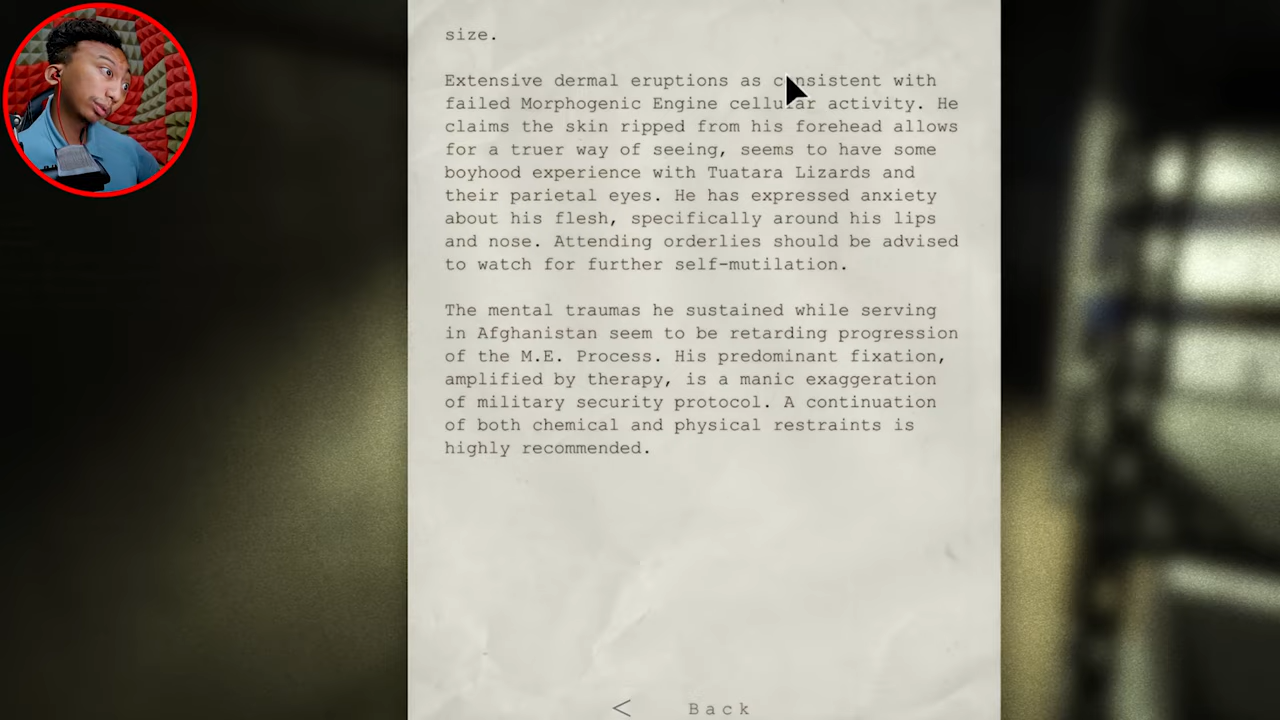 size.
Extensive dermal eruptions as consistent with
failed Morphogenic Engine cellular activity. He
claims the skin ripped from his forehead allows
for a truer way of seeing, seems to have some
boyhood experience with Tuatara Lizards and
their parietal eyes. He has expressed anxiety
about his flesh, specifically around his lips
and nose. Attending orderlies should be advised
to watch for further self-mutilation.
The mental traumas he sustained while serving
in Afghanistan seem to be retarding progression
of the M.E. Process. His predominant fixation,
amplified by therapy, is a manic exaggeration
of military security protocol. A continuation
of both chemical and physical restraints is
highly recommended.
< Back